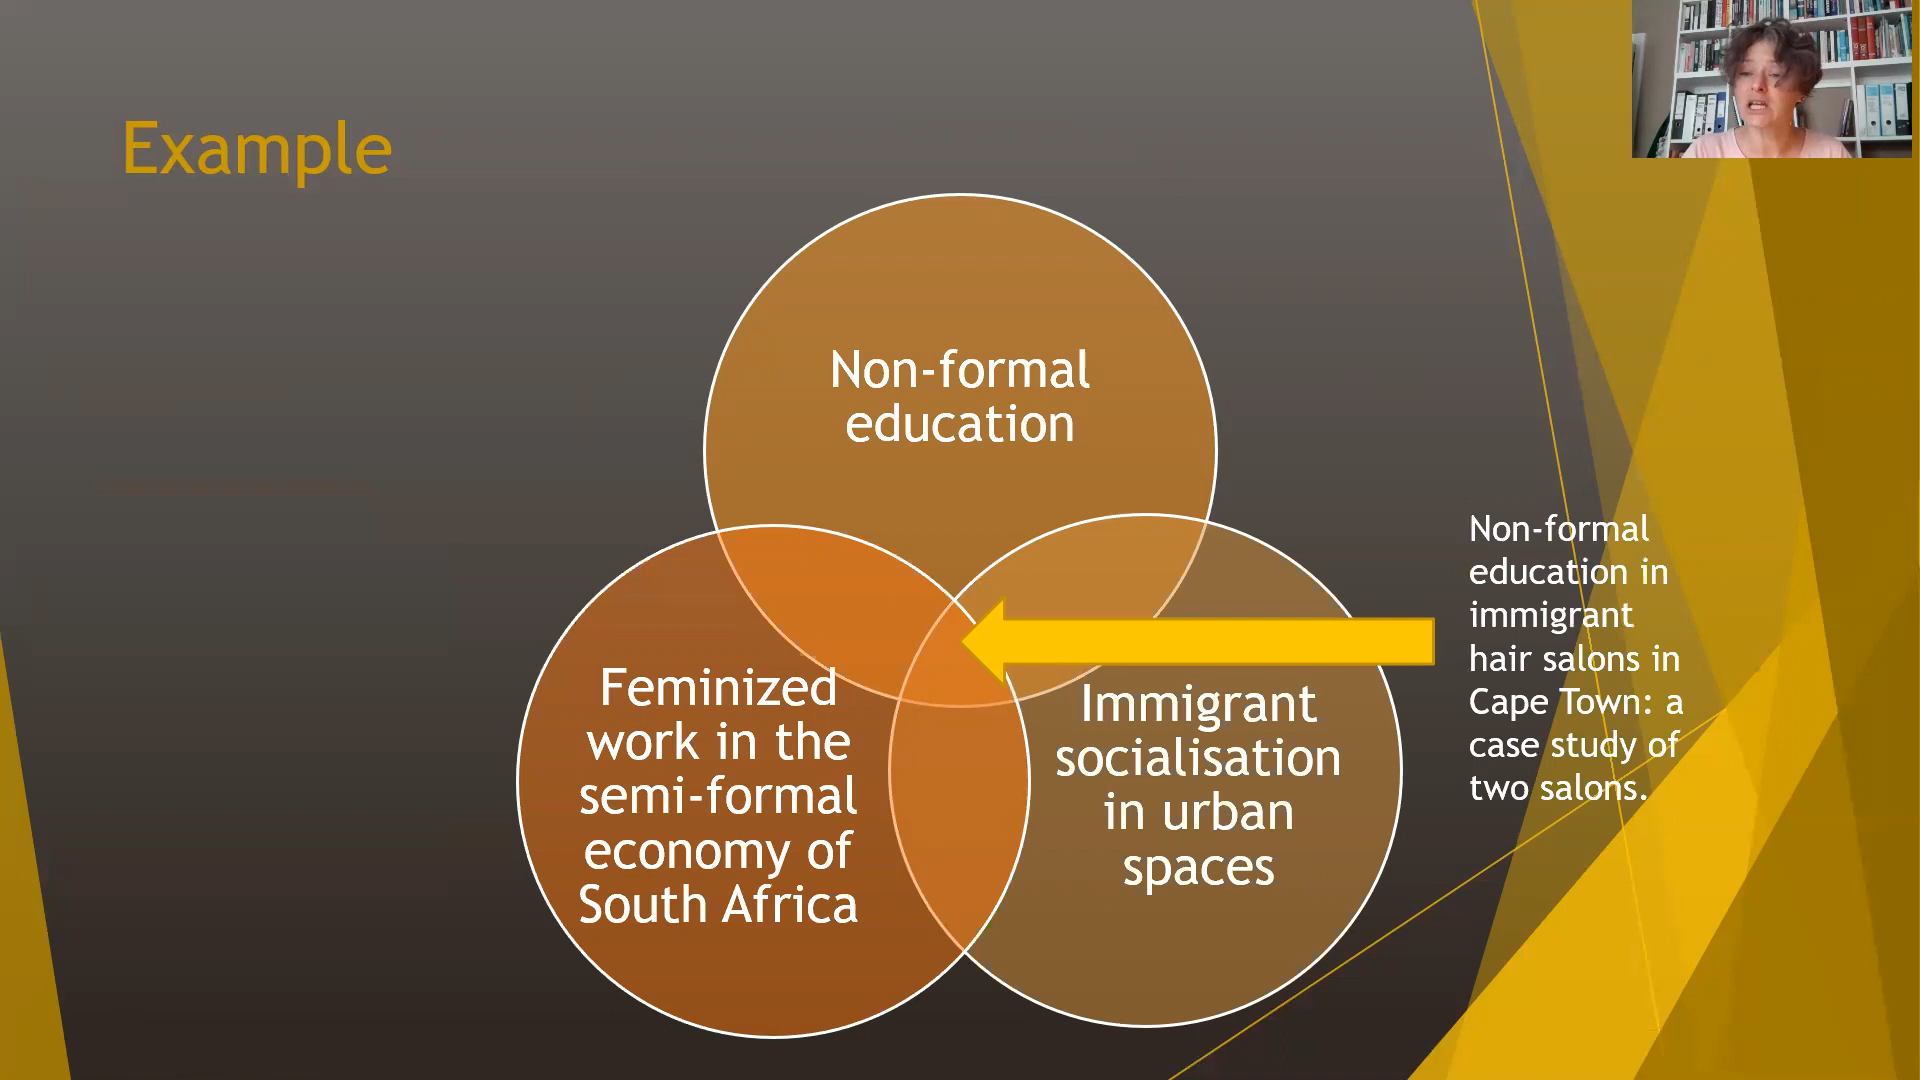 Example
Non-formal
education
Feminized
work in the
semi-formal
economy of
South Africa
Immigrant
socialisation
in urban
spaces
Non-formal
education in
immigrant
hair salons in
Cape Town: a
case study of
two salons.